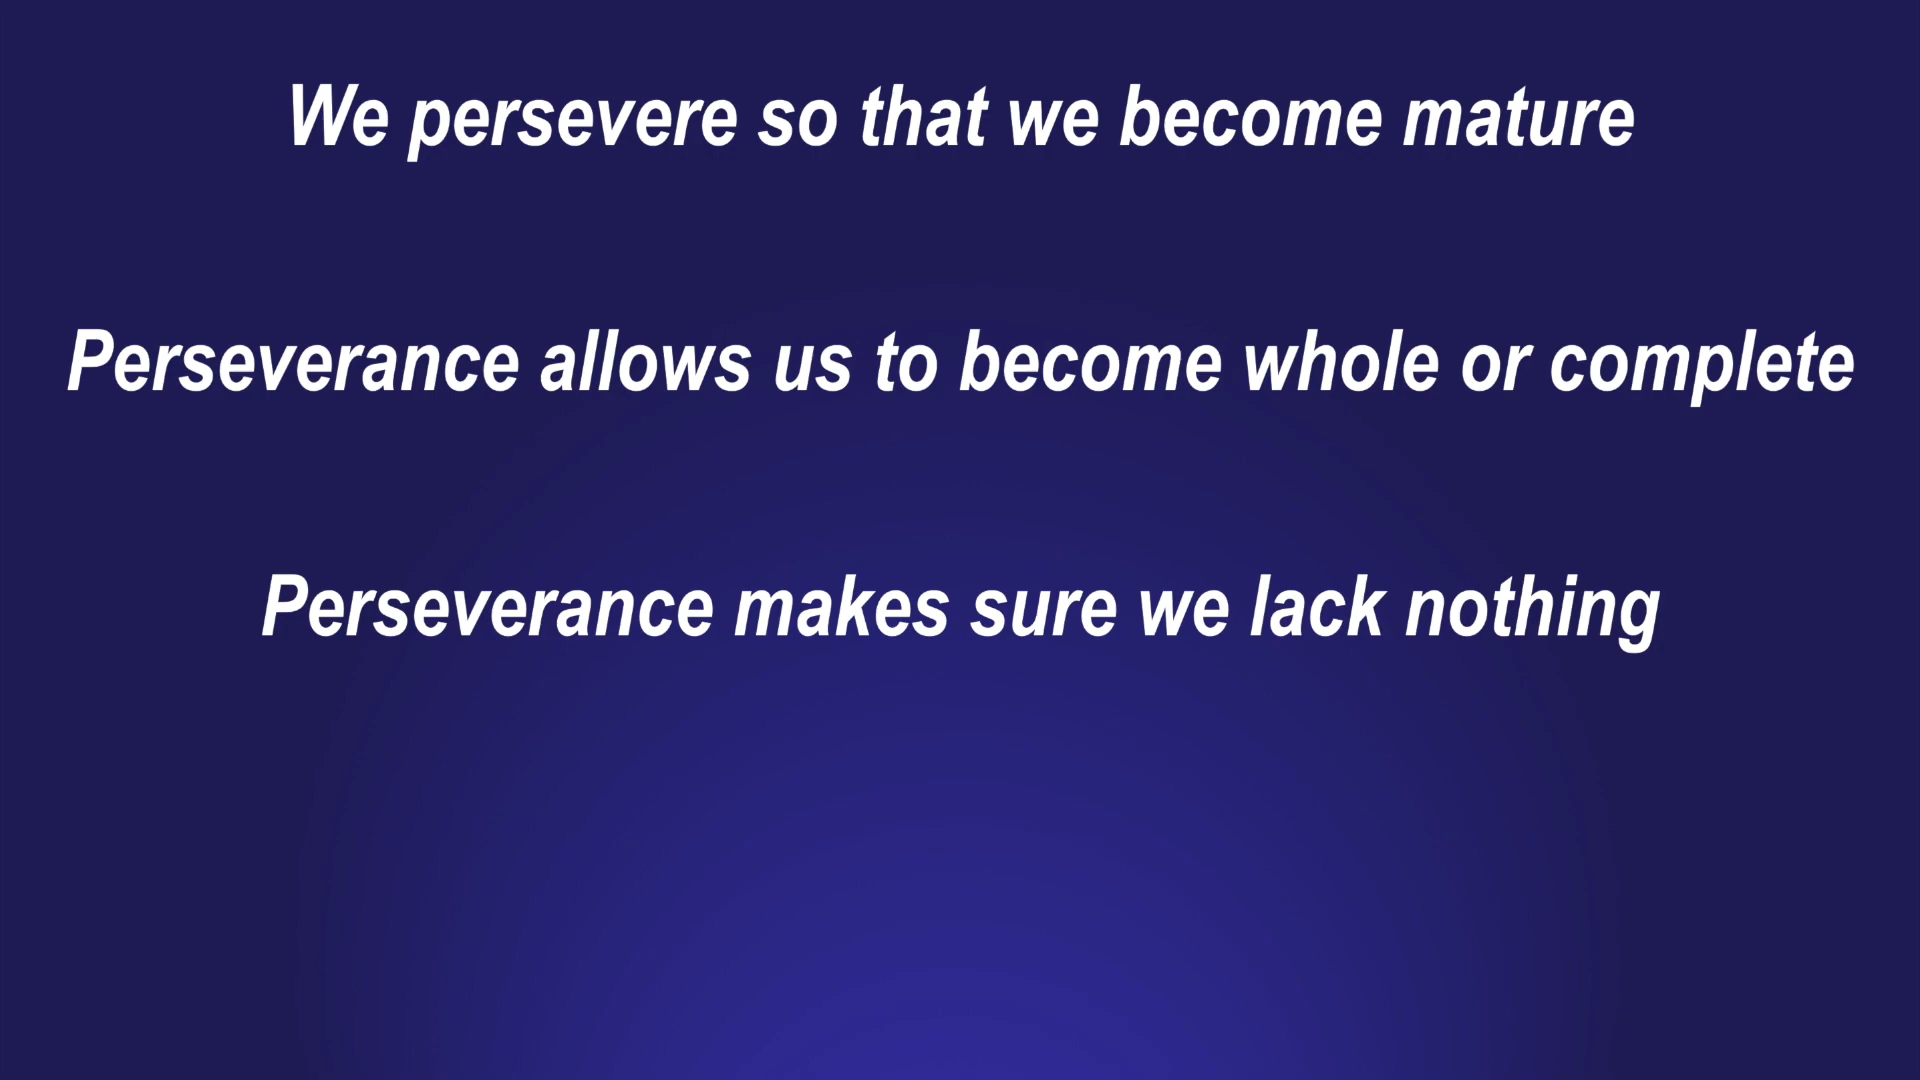 We persevere so that we become mature
Perseverance allows us to become whole or complete
Perseverance makes sure we lack nothing